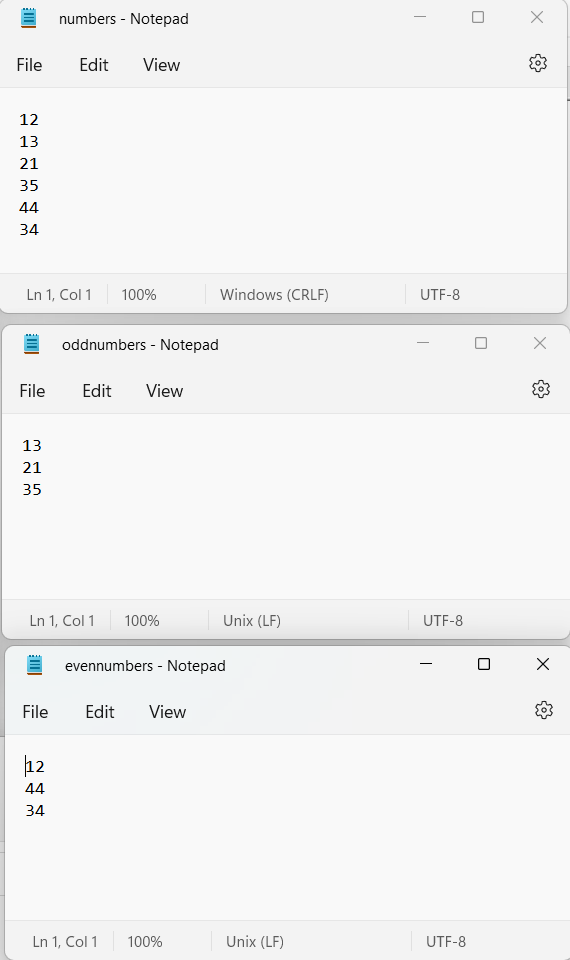 numbers - Notepad
File Edit View
12
13
21
35
44
34
Ln 1, Col 1 100% Windows (CRLF) UTF-8
oddnumbers - Notepad
File Edit View
13
21
35
Ln 1, Col 1 100% Unix (LF) UTF-8
evennumbers - Notepad
File Edit View
12
44
34
Ln 1, Col 1 100% Unix (LF) UTF-8